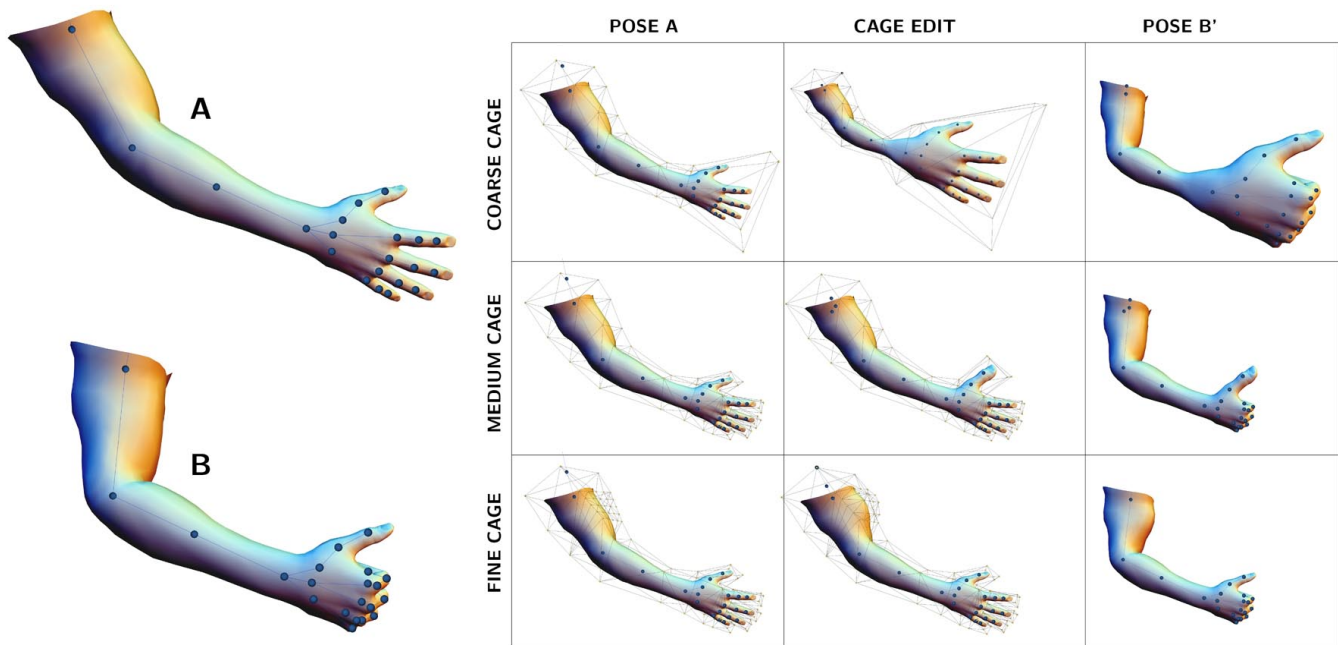 A
B
POSE A
CAGE EDIT
POSE B'
COARSE CAGE
MEDIUM CAGE
FINE CAGE